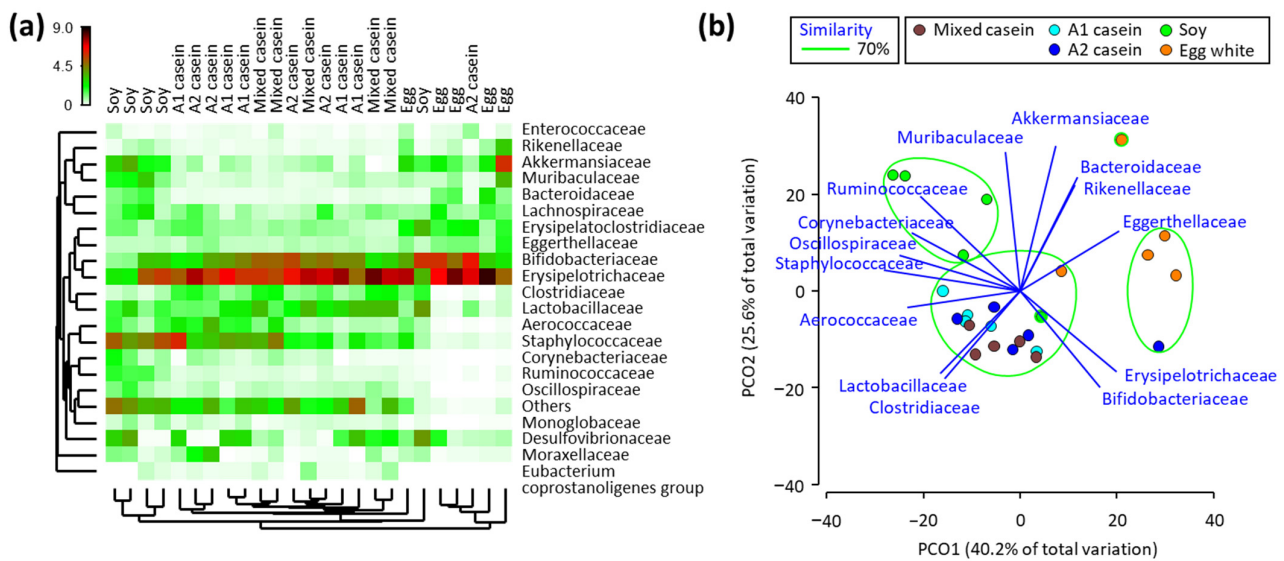 (a)
9.0
4.5
0
Soy
Soy
Soy
Soy
A1 casein
A2 casein
A2 casein
A1 casein
A1 casein
Mixed casein
Mixed casein
A2 casein
Mixed casein
A2 casein
A1 casein
A1 casein
Mixed casein
Mixed casein
Egg
Soy
Egg
Egg
A2 casein
Egg
Egg
Enterococcaceae
Rikenellaceae
Akkermansiaceae
Muribaculaceae
Bacteroidaceae
Lachnospiraceae
Erysipelatoclostridiaceae
Eggerthellaceae
Bifidobacteriaceae
Erysipelotrichaceae
Clostridiaceae
Lactobacillaceae
Aerococcaceae
Staphylococcaceae
Corynebacteriaceae
Ruminococcaceae
Oscillospiraceae
Others
Monoglobaceae
Desulfovibrionaceae
Moraxellaceae
Eubacterium
coprostanoligenes group
(b)
Similarity
70%
Mixed casein
A1 casein
Soy
A2 casein
Egg white
PCO2 (25.6% of total variation)
40
20
0
−20
−40
Akkermansiaceae
Muribaculaceae
Bacteroidaceae
Rikenellaceae
Ruminococcaceae
Corynebacteriaceae
Eggerthellaceae
Oscillospiraceae
Staphylococcaceae
Aerococcaceae
Erysipelotrichaceae
Lactobacillaceae
Bifidobacteriaceae
Clostridiaceae
−40
−20
0
20
40
PCO1 (40.2% of total variation)